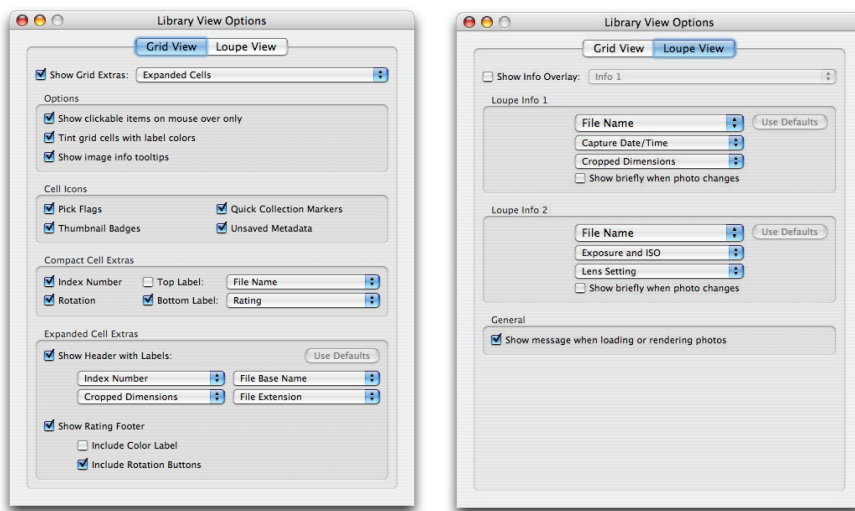 Library View Options
Grid View Loupe View
Show Grid Extras: Expanded Cells
Options
Show clickable items on mouse over only
Tint grid cells with label colors
Show image info tooltips
Cell Icons
Pick Flags Quick Collection Markers
Thumbnail Badges Unsaved Metadata
Compact Cell Extras
Index Number Top Label: File Name
Rotation Bottom Label: Rating
Expanded Cell Extras
Show Header with Labels: Use Defaults
Index Number File Base Name
Cropped Dimensions File Extension
Show Rating Footer
Include Color Label
Include Rotation Buttons
Library View Options
Grid View Loupe View
Show Info Overlay: Info 1
Loupe Info 1
File Name Use Defaults
Capture Date/Time
Cropped Dimensions
Show briefly when photo changes
Loupe Info 2
File Name Use Defaults
Exposure and ISO
Lens Setting
Show briefly when photo changes
General
Show message when loading or rendering photos